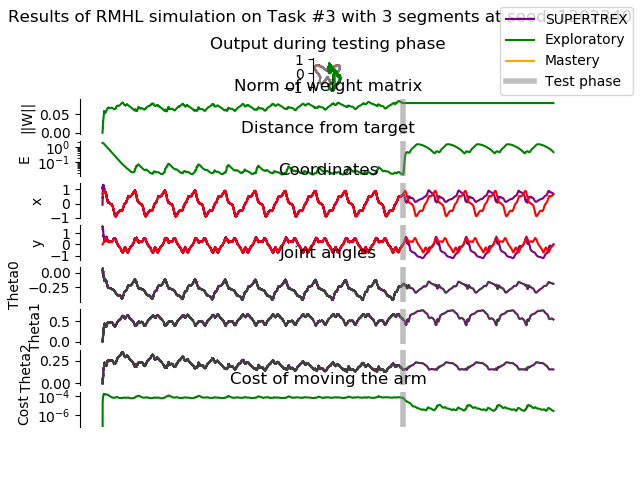 Results of RMHL simulation on Task #3 with 3 segments at
SUPERTREX
Exploratory
Mastery
Test phase
Output during testing phase
1
0
−1
Norm of weight matrix
||W||
0.05
0.00
Distance from target
E
10^0
10^-1
Coordinates
x
1
0
−1
y
1
0
−1
Joint angles
Theta0
0.00
−0.25
Theta1
0.5
0.0
Theta2
0.25
0.00
Cost of moving the arm
Cost
10^-4
10^-6